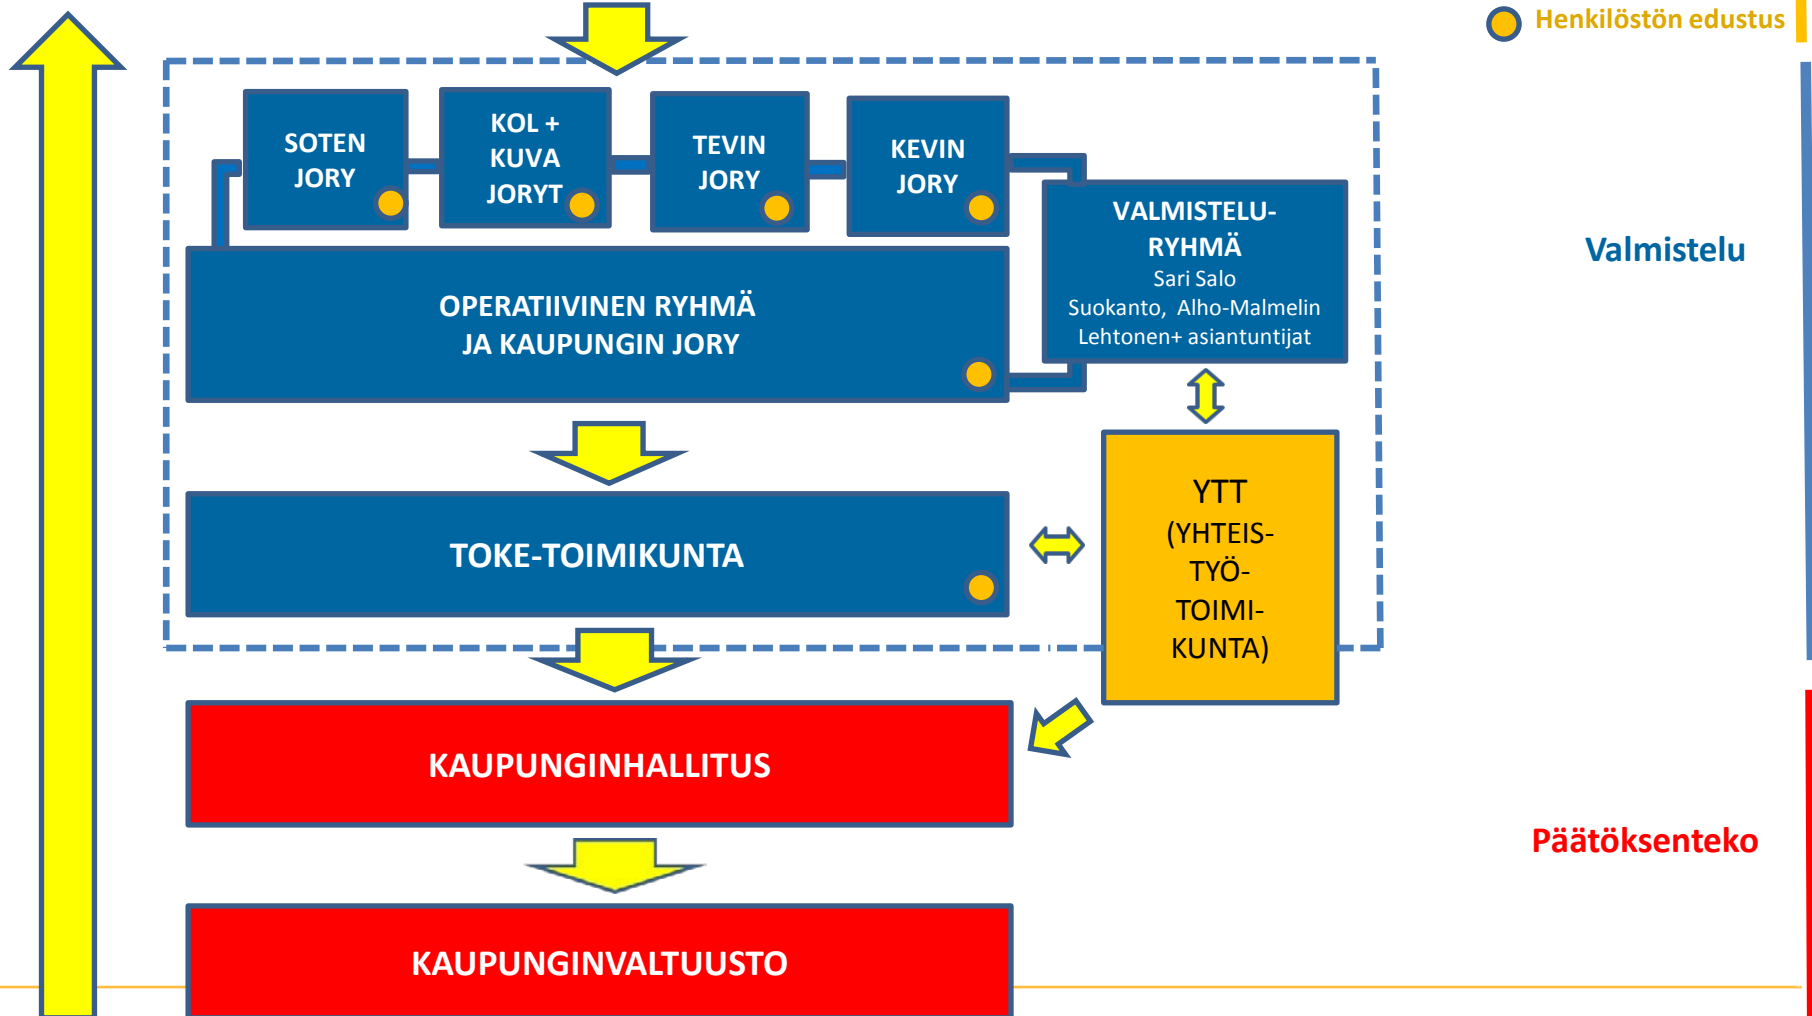 Henkilöstön edustus
SOTEN
JORY
KOL +
KUVA
JORYT
TEVIN
JORY
KEVIN
JORY
VALMISTELU-
RYHMÄ
Sari Salo
Suokanto, Alho-Malmelin
Lehtonen+ asiantuntijat
Valmistelu
OPERATIIVINEN RYHMÄ
JA KAUPUNGIN JORY
TOKE-TOIMIKUNTA
YTT
(YHTEIS-
TYÖ-
TOIMI-
KUNTA)
KAUPUNGINHALLITUS
Päätöksenteko
KAUPUNGINVALTUUSTO